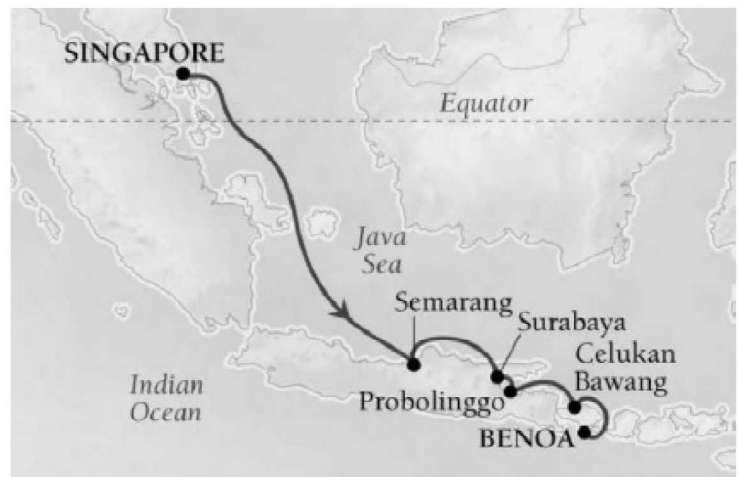 SINGAPORE
Equator
Java
Sea
Semarang
Surabaya
Celukan
Bawang
Indian
Ocean
Probolinggo
BENOA